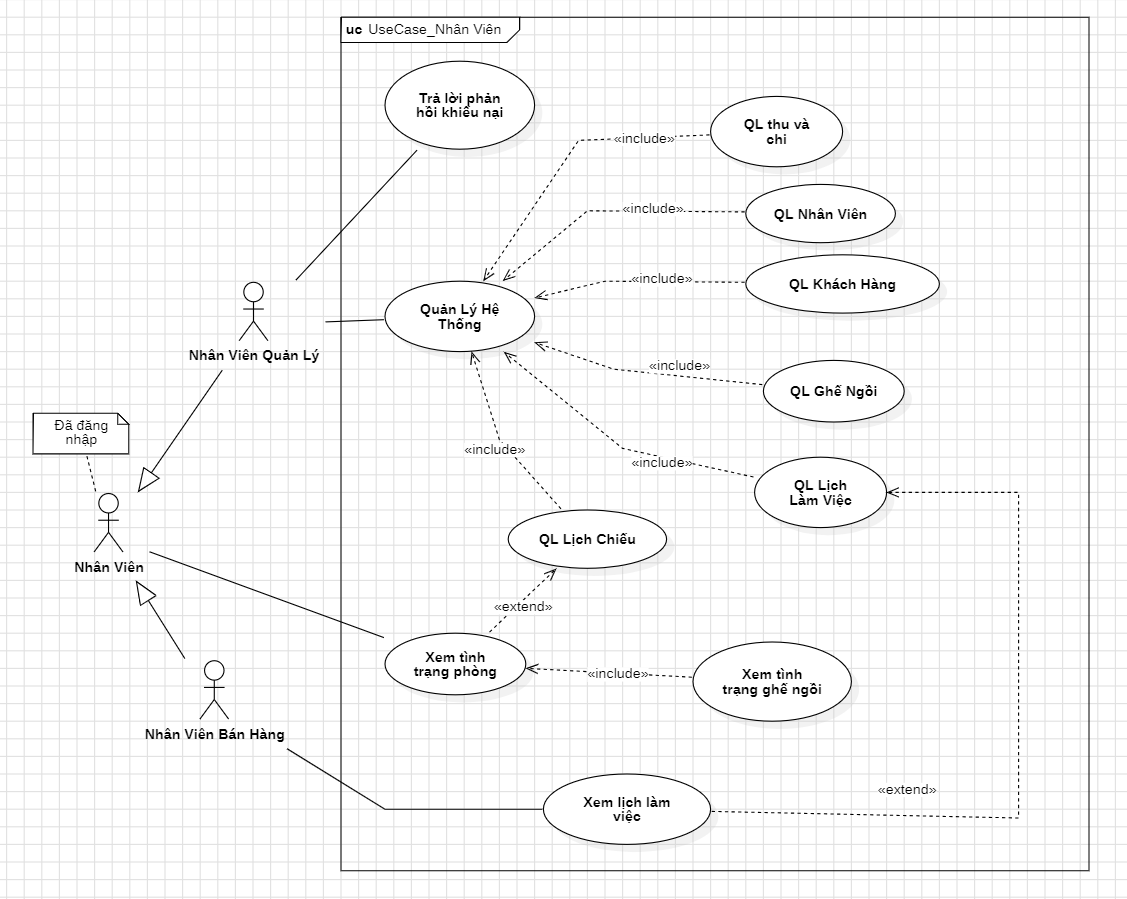 uc UseCase_Nhân Viên
Trả lời phản
hồi khiếu nại
QL thu và
chi
«include»
QL Nhân Viên
«include»
QL Khách Hàng
«include»
Quản Lý Hệ
Thống
Nhân Viên Quản Lý
QL Ghế Ngồi
«include»
Đã đăng
nhập
«include»
«include»
QL Lịch
Làm Việc
QL Lịch Chiếu
Nhân Viên
«extend»
Xem tình
trạng phòng
«include»
Xem tình
trạng ghế ngồi
Nhân Viên Bán Hàng
«extend»
Xem lịch làm
việc